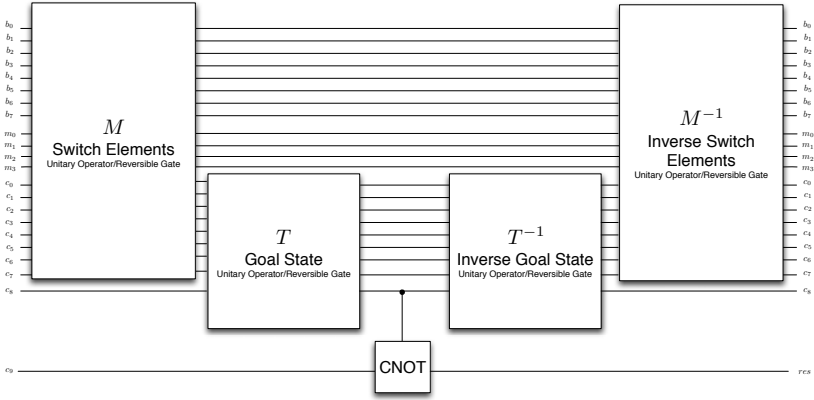 b₀ b₀
b₁ b₁
b₂ b₂
b₃ b₃
b₄ b₄
b₅ b₅
b₆ b₆
b₇ b₇
m₀ m₀
m₁ m₁
m₂ m₂
m₃ m₃
c₀ c₀
c₁ c₁
c₂ c₂
c₃ c₃
c₄ c₄
c₅ c₅
c₆ c₆
c₇ c₇
c₈ c₈
c₉ res
M
Switch Elements
Unitary Operator/Reversible Gate
T
Goal State
Unitary Operator/Reversible Gate
CNOT
T⁻¹
Inverse Goal State
Unitary Operator/Reversible Gate
M⁻¹
Inverse Switch
Elements
Unitary Operator/Reversible Gate